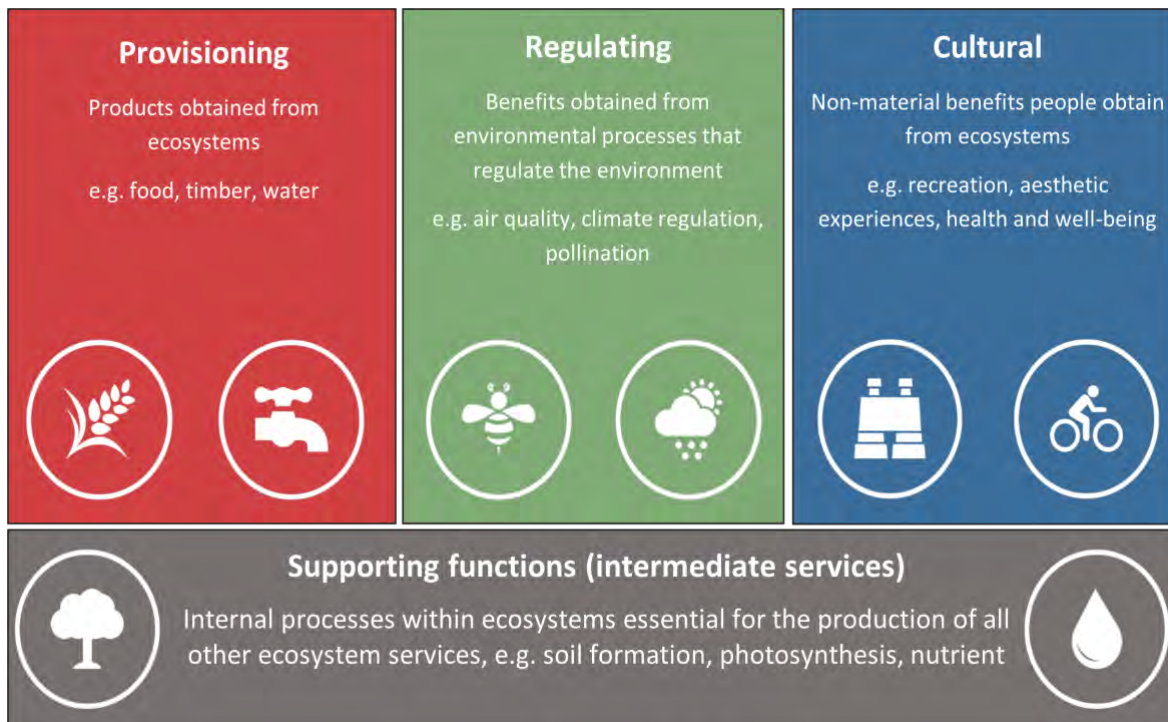 Provisioning
Products obtained from
ecosystems
e.g. food, timber, water
Regulating
Benefits obtained from
environmental processes that
regulate the environment
e.g. air quality, climate regulation,
pollination
Cultural
Non-material benefits people obtain
from ecosystems
e.g. recreation, aesthetic
experiences, health and well-being
Supporting functions (intermediate services)
Internal processes within ecosystems essential for the production of all
other ecosystem services, e.g. soil formation, photosynthesis, nutrient